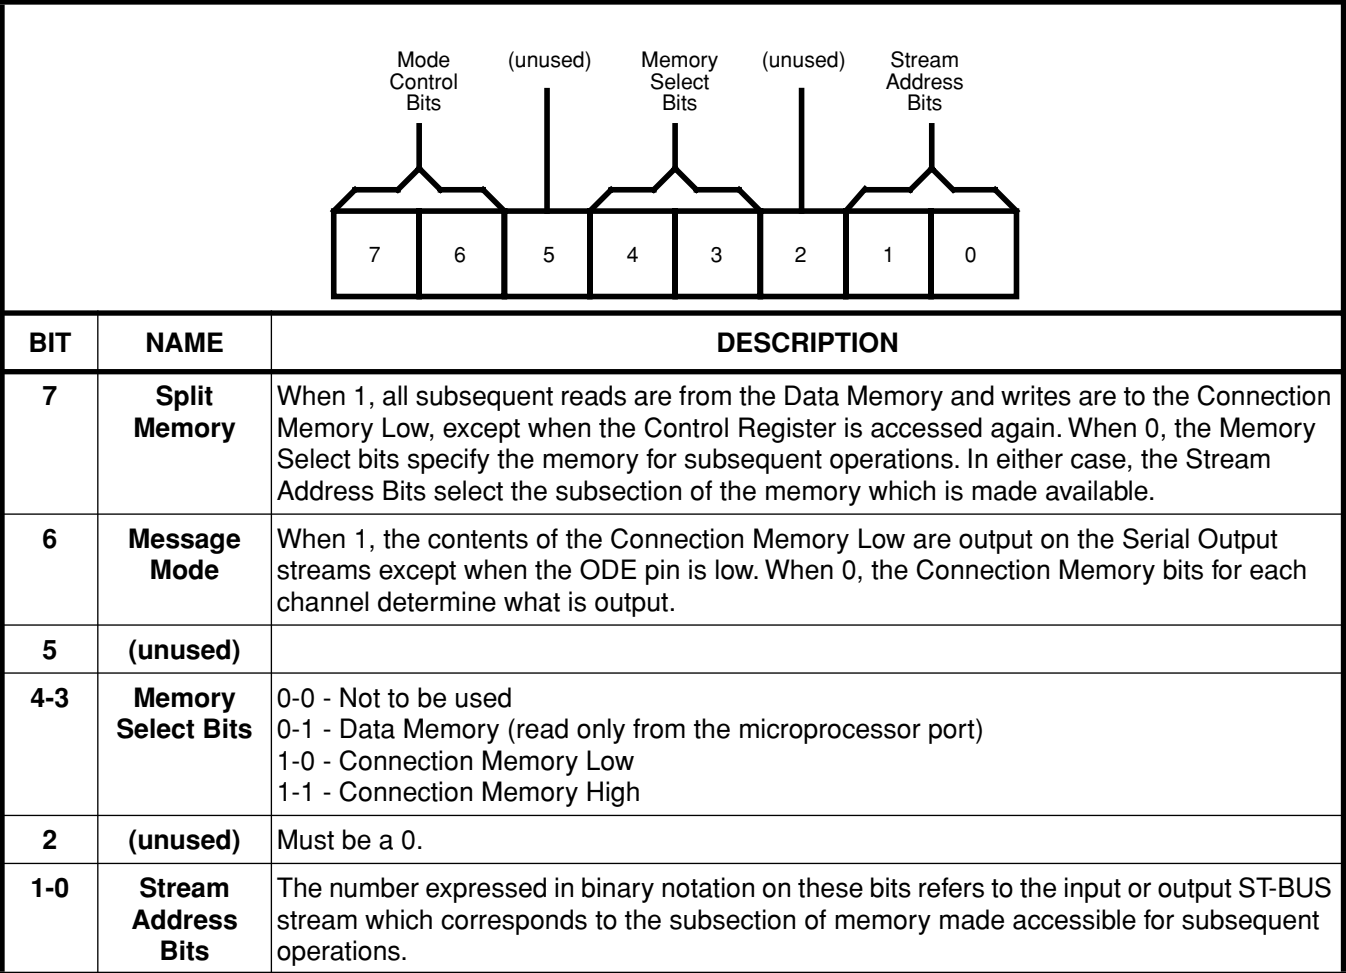 Mode Control Bits
(unused)
Memory Select Bits
(unused)
Stream Address Bits
7 6 5 4 3 2 1 0
BIT NAME DESCRIPTION
7 Split Memory
When 1, all subsequent reads are from the Data Memory and writes are to the Connection
Memory Low, except when the Control Register is accessed again. When 0, the Memory
Select bits specify the memory for subsequent operations. In either case, the Stream
Address Bits select the subsection of the memory which is made available.
6 Message Mode
When 1, the contents of the Connection Memory Low are output on the Serial Output
streams except when the ODE pin is low. When 0, the Connection Memory bits for each
channel determine what is output.
5 (unused)
4-3 Memory Select Bits
0-0 - Not to be used
0-1 - Data Memory (read only from the microprocessor port)
1-0 - Connection Memory Low
1-1 - Connection Memory High
2 (unused) Must be a 0.
1-0 Stream Address Bits
The number expressed in binary notation on these bits refers to the input or output ST-BUS
stream which corresponds to the subsection of memory made accessible for subsequent
operations.